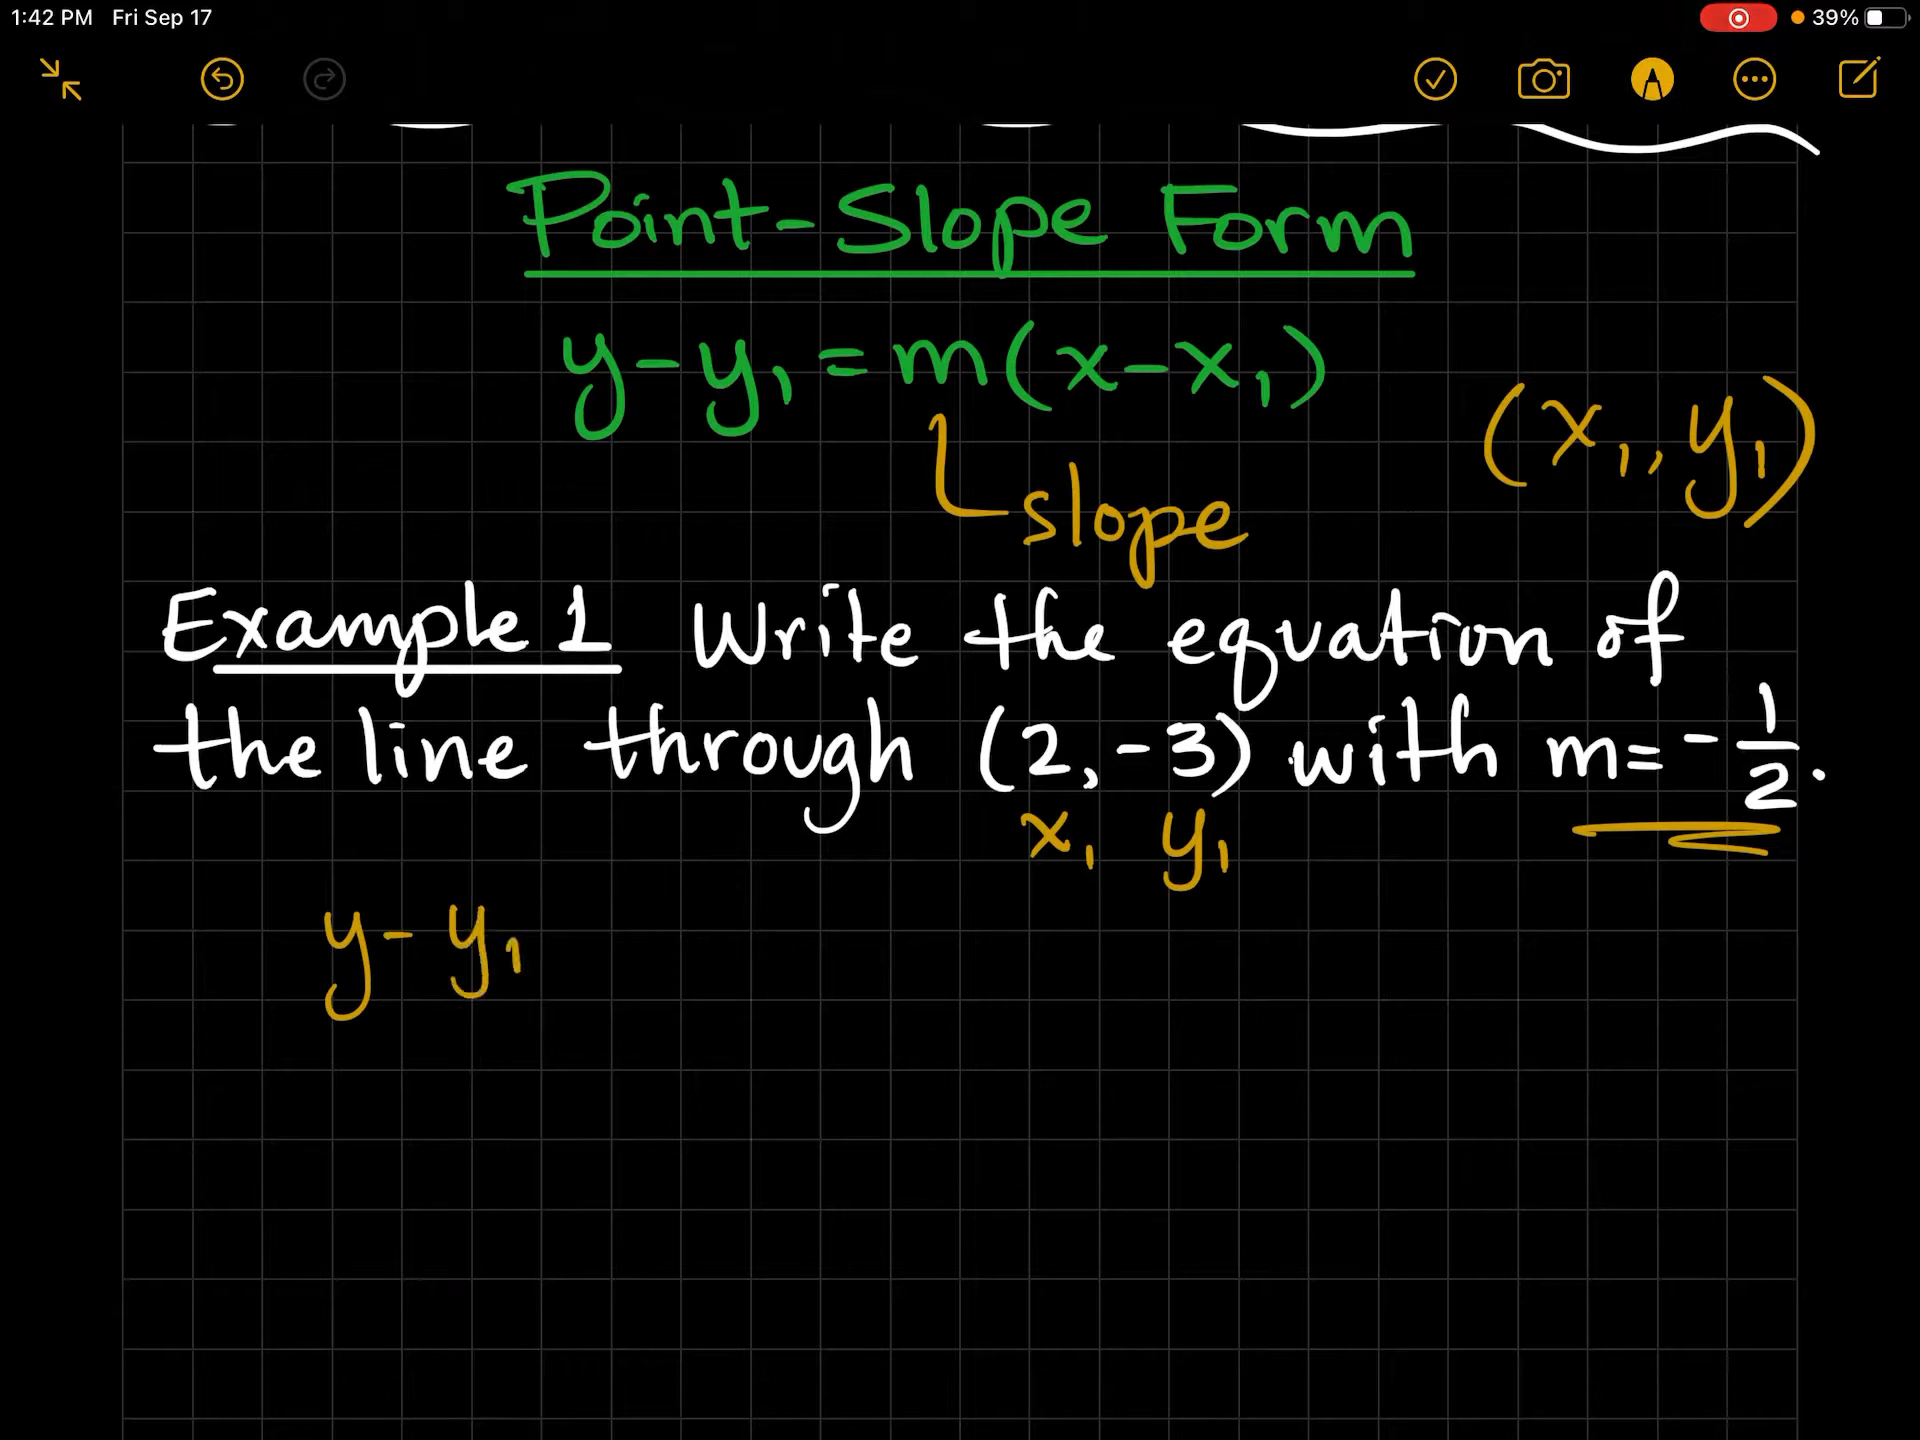 1:42 PM Fri Sep 17 39%
Point-Slope Form
y-y₁=m(x-x₁)
(x₁,y₁)
slope
Example 1 Write the equation of
the line through (2,-3) with m=-1/2.
x₁ y₁
y-y₁